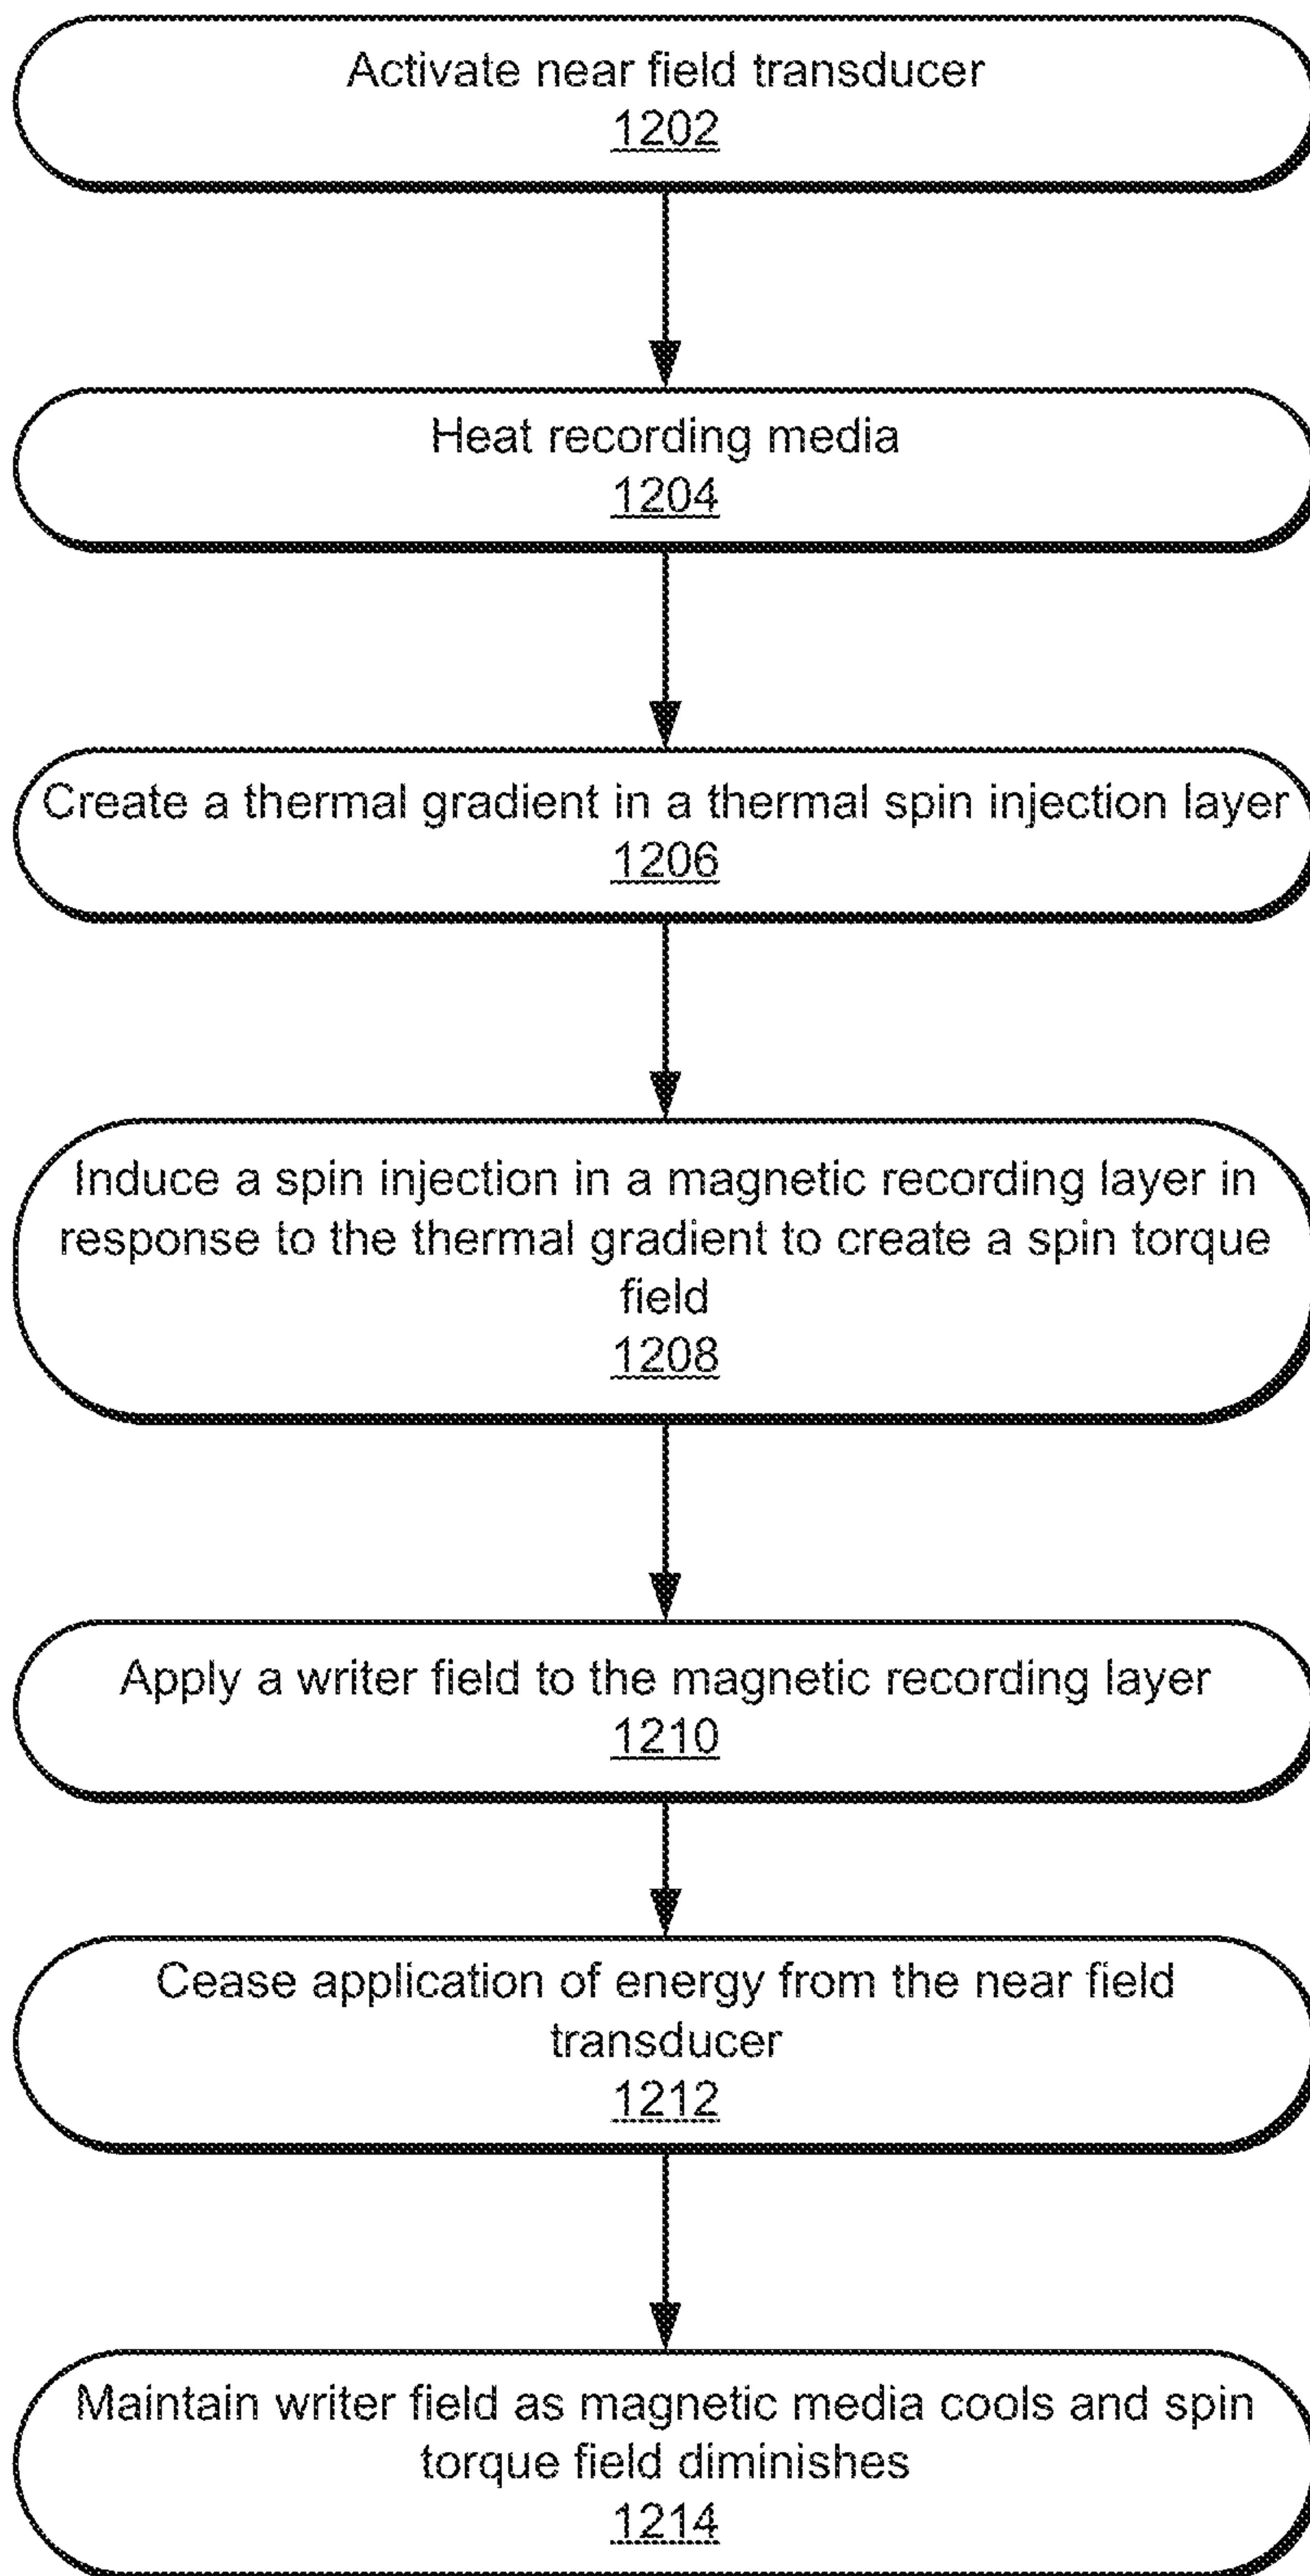 Activate near field transducer
1202
Heat recording media
1204
Create a thermal gradient in a thermal spin injection layer
1206
Induce a spin injection in a magnetic recording layer in
response to the thermal gradient to create a spin torque
field
1208
Apply a writer field to the magnetic recording layer
1210
Cease application of energy from the near field
transducer
1212
Maintain writer field as magnetic media cools and spin
torque field diminishes
1214